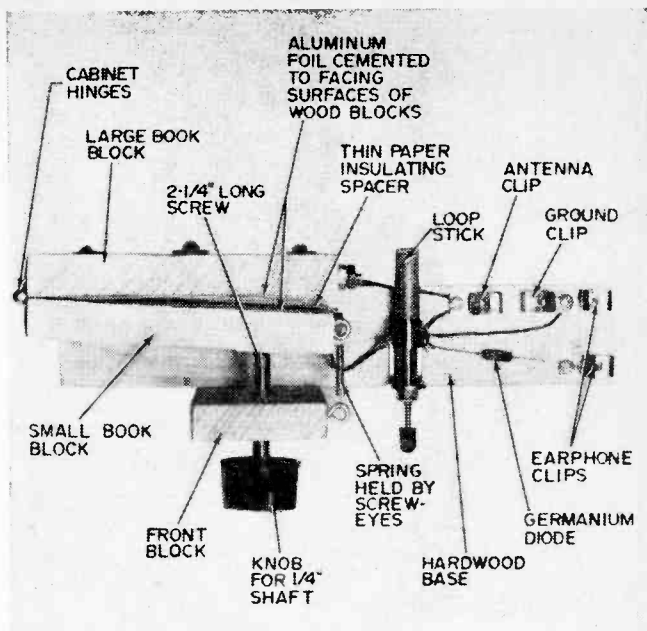 ALUMINUM
FOIL CEMENTED
TO FACING
SURFACES OF
WOOD BLOCKS
CABINET
HINGES
LARGE BOOK
BLOCK
2-1/4" LONG
SCREW
THIN PAPER
INSULATING
SPACER
LOOP
STICK
ANTENNA
CLIP
GROUND
CLIP
SMALL BOOK
BLOCK
FRONT
BLOCK
KNOB
FOR 1/4"
SHAFT
SPRING
HELD BY
SCREW-
EYES
HARDWOOD
BASE
GERMANIUM
DIODE
EARPHONE
CLIPS